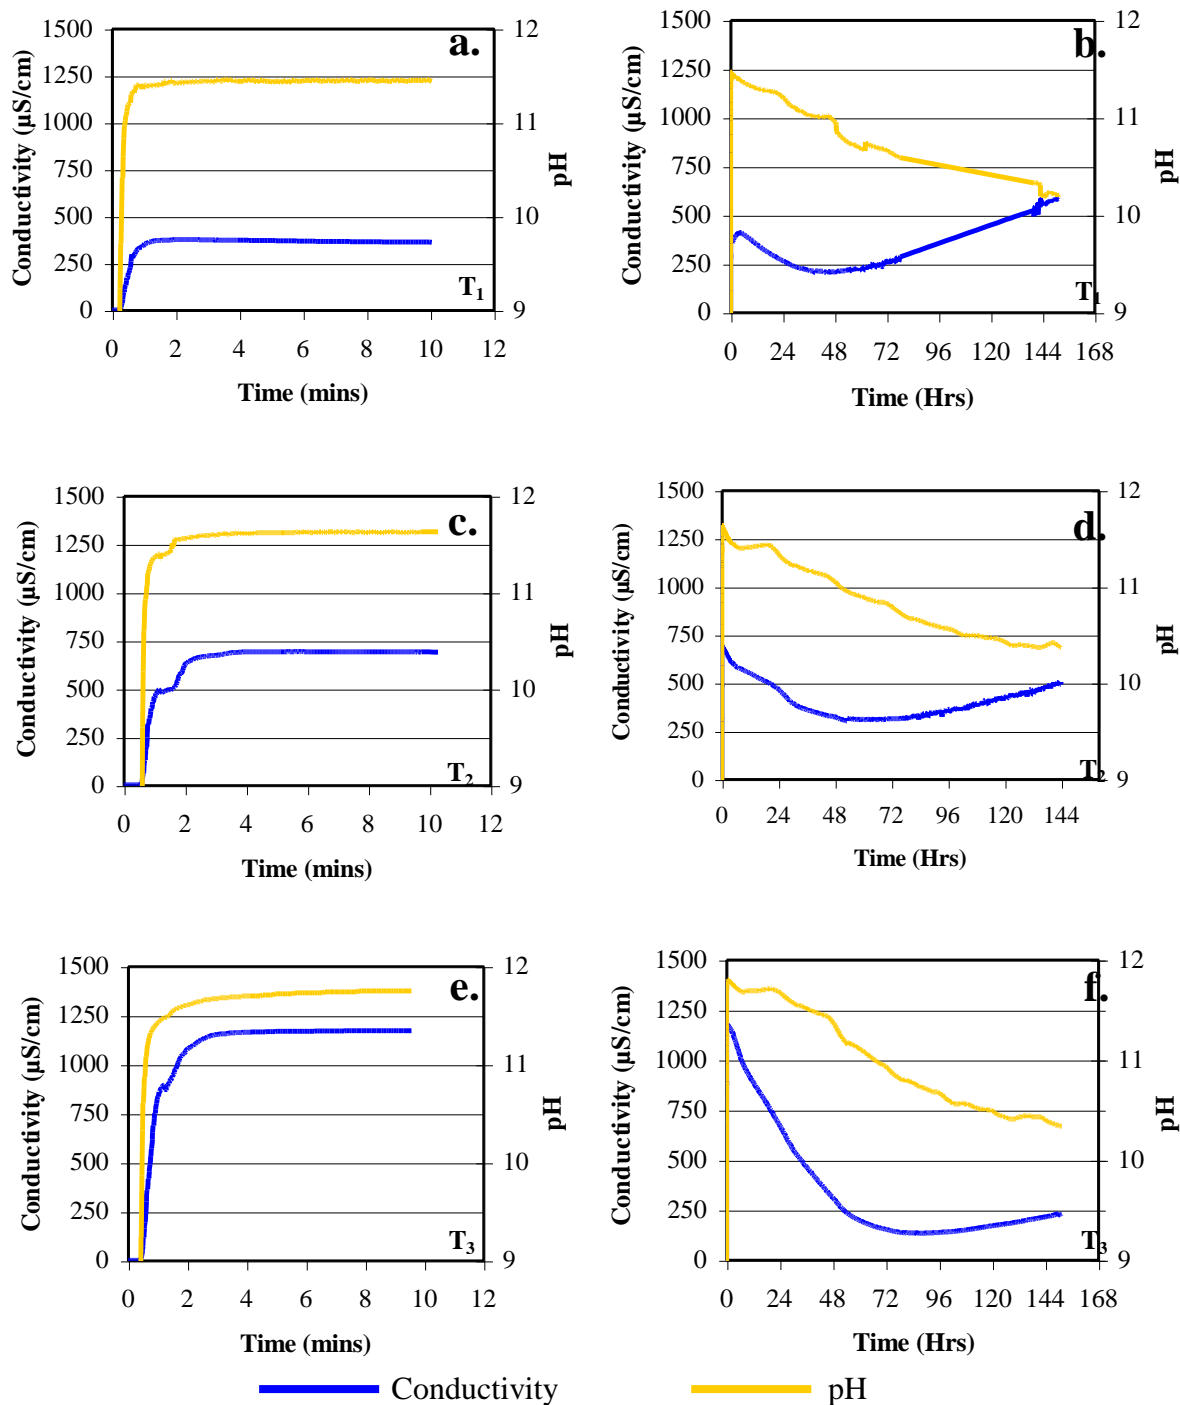 a.
1500
1250
1000
750
500
250
0
12
11
10
9
0 2 4 6 8 10 12
Conductivity (µS/cm)
pH
T1
Time (mins)
b.
1500
1250
1000
750
500
250
0
12
11
10
9
0 24 48 72 96 120 144 168
Conductivity (µS/cm)
pH
T1
Time (Hrs)
c.
1500
1250
1000
750
500
250
0
12
11
10
9
0 2 4 6 8 10 12
Conductivity (µS/cm)
pH
T2
Time (mins)
d.
1500
1250
1000
750
500
250
0
12
11
10
9
0 24 48 72 96 120 144
Conductivity (µS/cm)
pH
T2
Time (Hrs)
e.
1500
1250
1000
750
500
250
0
12
11
10
9
0 2 4 6 8 10 12
Conductivity (µS/cm)
pH
T3
Time (mins)
f.
1500
1250
1000
750
500
250
0
12
11
10
9
0 24 48 72 96 120 144 168
Conductivity (µS/cm)
pH
T3
Time (Hrs)
Conductivity
pH